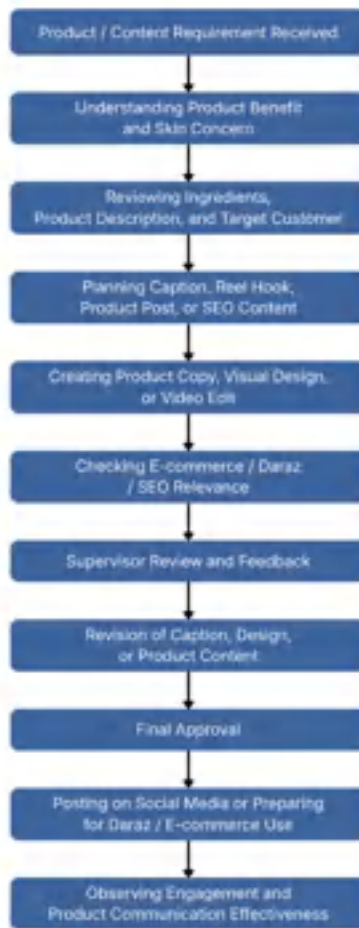 Product / Content Requirement Received
Understanding Product Benefit
and Skin Concern
Reviewing Ingredients,
Product Description, and Target Customer
Planning Caption, Reel Hook,
Product Post, or SEO Content
Creating Product Copy, Visual Design,
or Video Edit
Checking E-commerce / Daraz
/ SEO Relevance
Supervisor Review and Feedback
Revision of Caption, Design,
or Product Content
Final Approval
Posting on Social Media or Preparing
for Daraz / E-commerce Use
Observing Engagement and
Product Communication Effectiveness